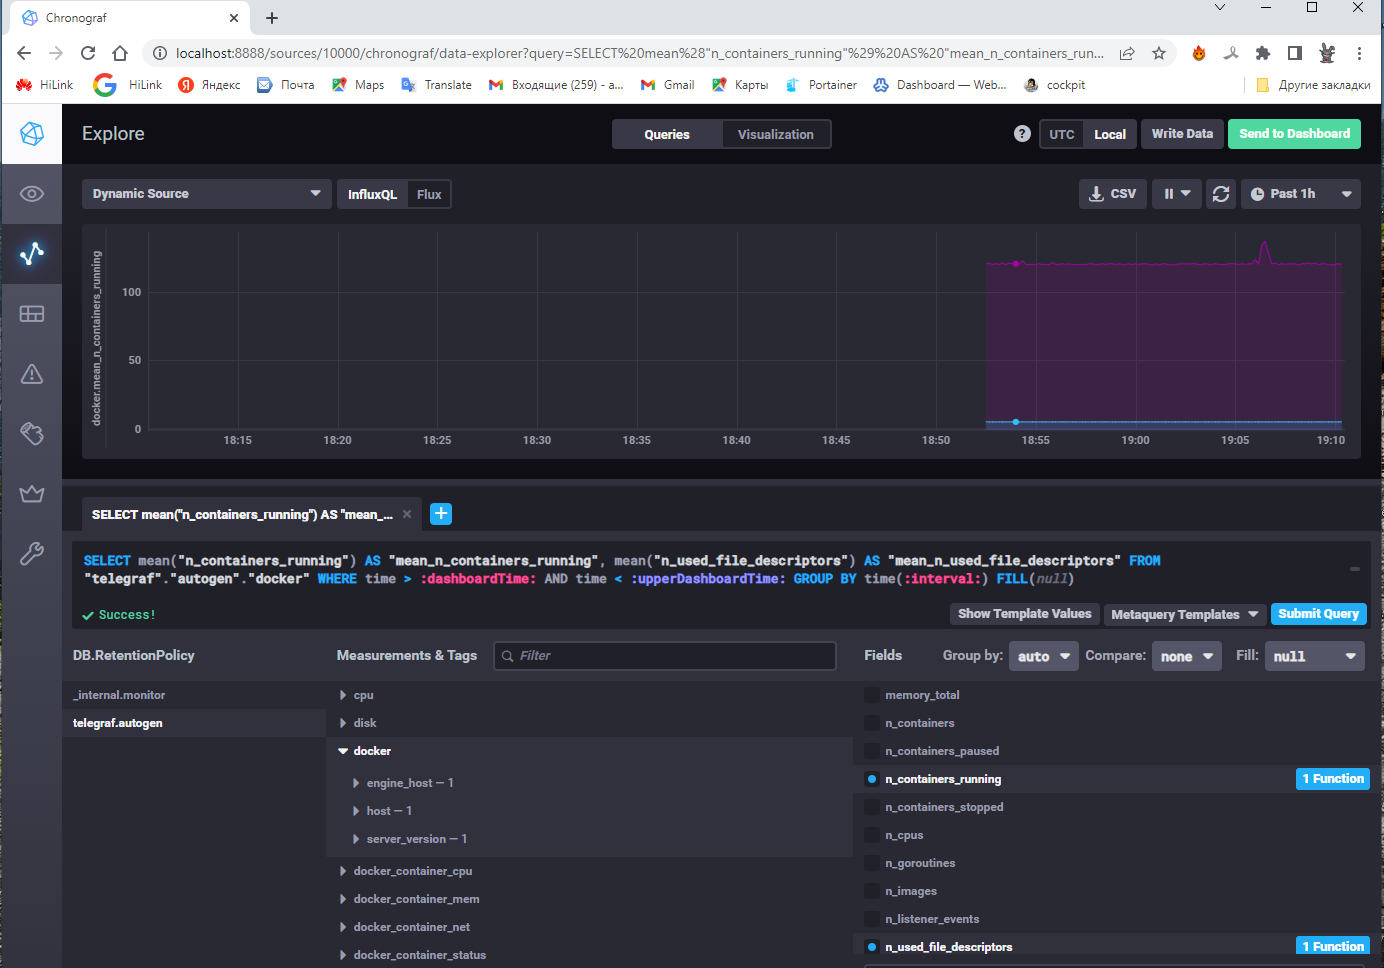 Chronograf
localhost:8888/sources/10000/chronograf/data-explorer?query=SELECT%20mean%28"n_containers_running"%29%20AS%20"mean_n_containers_run...
HiLink HiLink Яндекс Почта Maps Translate Входящие (259) - a... Gmail Карты Portainer Dashboard — Web... cockpit Другие закладки
Explore Queries Visualization ? UTC Local Write Data Send to Dashboard
Dynamic Source InfluxQL Flux CSV Past 1h
docker.mean_n_containers_running
100
50
0
18:15 18:20 18:25 18:30 18:35 18:40 18:45 18:50 18:55 19:00 19:05 19:10
SELECT mean("n_containers_running") AS "mean_...
SELECT mean("n_containers_running") AS "mean_n_containers_running", mean("n_used_file_descriptors") AS "mean_n_used_file_descriptors" FROM
"telegraf"."autogen"."docker" WHERE time > :dashboardTime: AND time < :upperDashboardTime: GROUP BY time(:interval:) FILL(null)
Success! Show Template Values Metaquery Templates Submit Query
DB.RetentionPolicy Measurements & Tags Filter Fields Group by: auto Compare: none Fill: null
_internal.monitor
telegraf.autogen
cpu
disk
docker
engine_host — 1
host — 1
server_version — 1
docker_container_cpu
docker_container_mem
docker_container_net
docker_container_status
memory_total
n_containers
n_containers_paused
n_containers_running 1 Function
n_containers_stopped
n_cpus
n_goroutines
n_images
n_listener_events
n_used_file_descriptors 1 Function